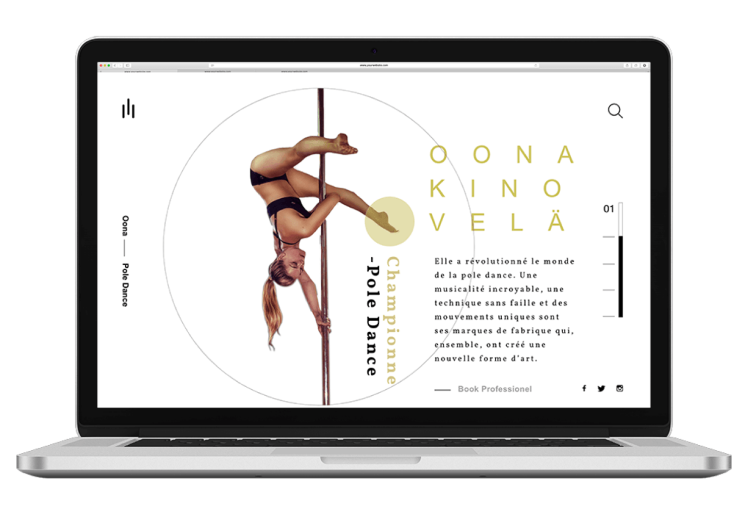 Oona
Pole Dance
Championne
-Pole Dance
OONA
KINO
VELÄ
01
Elle a révolutionné le monde
de la pole dance. Une
musicalité incroyable, une
technique sans faille et des
mouvements uniques sont
ses marques de fabrique qui,
ensemble, ont créé une
nouvelle forme d'art.
Book Professionel